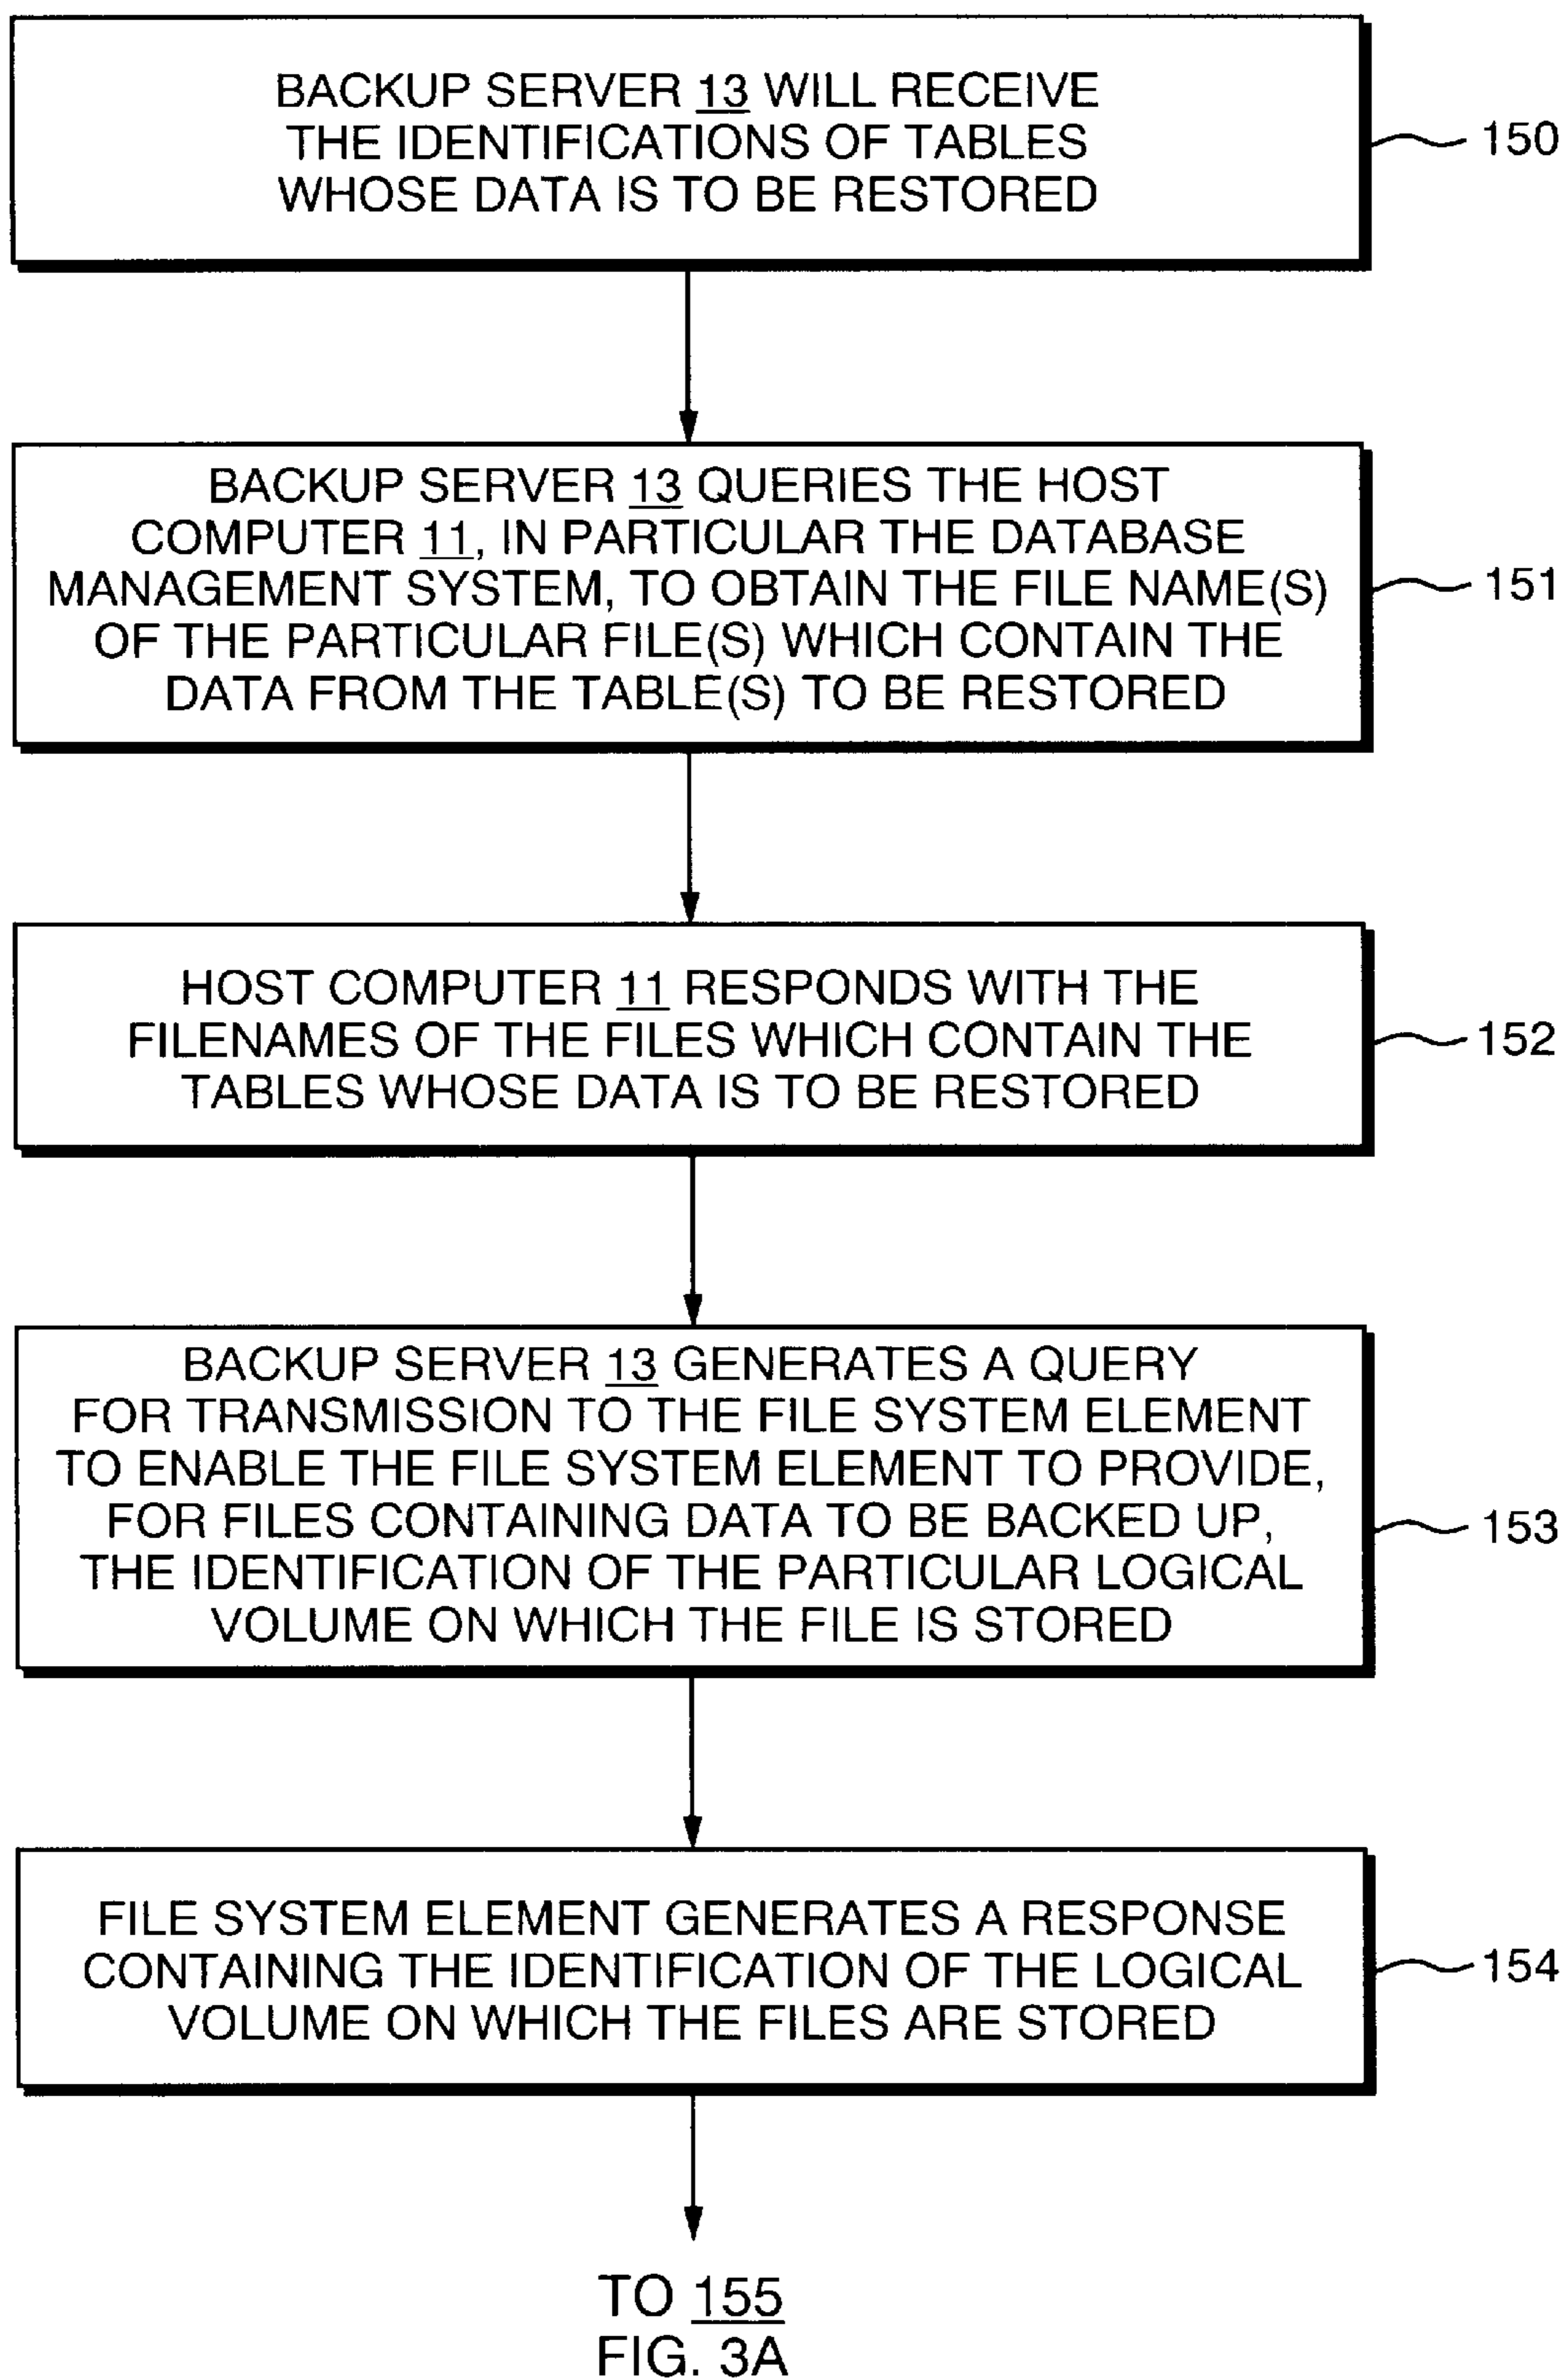 BACKUP SERVER 13 WILL RECEIVE
THE IDENTIFICATIONS OF TABLES
WHOSE DATA IS TO BE RESTORED
150
BACKUP SERVER 13 QUERIES THE HOST
COMPUTER 11, IN PARTICULAR THE DATABASE
MANAGEMENT SYSTEM, TO OBTAIN THE FILE NAME(S)
OF THE PARTICULAR FILE(S) WHICH CONTAIN THE
DATA FROM THE TABLE(S) TO BE RESTORED
151
HOST COMPUTER 11 RESPONDS WITH THE
FILENAMES OF THE FILES WHICH CONTAIN THE
TABLES WHOSE DATA IS TO BE RESTORED
152
BACKUP SERVER 13 GENERATES A QUERY
FOR TRANSMISSION TO THE FILE SYSTEM ELEMENT
TO ENABLE THE FILE SYSTEM ELEMENT TO PROVIDE,
FOR FILES CONTAINING DATA TO BE BACKED UP,
THE IDENTIFICATION OF THE PARTICULAR LOGICAL
VOLUME ON WHICH THE FILE IS STORED
153
FILE SYSTEM ELEMENT GENERATES A RESPONSE
CONTAINING THE IDENTIFICATION OF THE LOGICAL
VOLUME ON WHICH THE FILES ARE STORED
154
TO 155
FIG. 3A